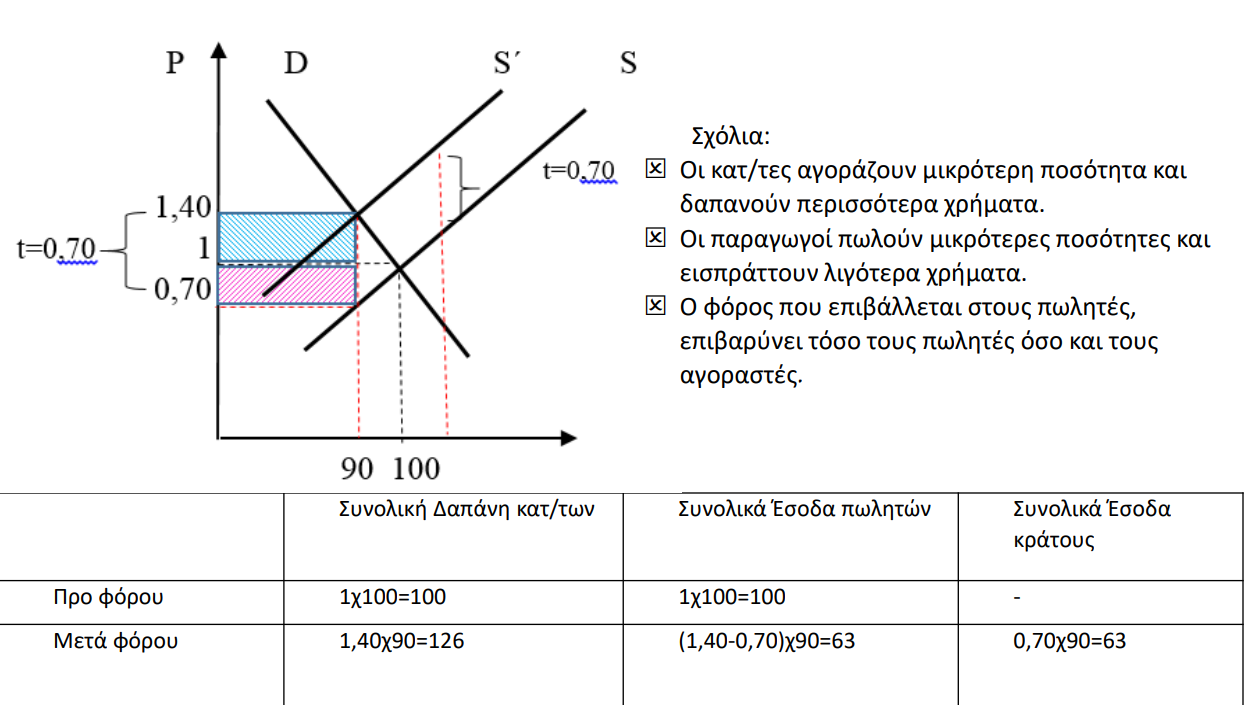 P D S´ S
Σχόλια:
☒ Οι κατ/τες αγοράζουν μικρότερη ποσότητα και
δαπανούν περισσότερα χρήματα.
☒ Οι παραγωγοί πωλούν μικρότερες ποσότητες και
εισπράττουν λιγότερα χρήματα.
☒ Ο φόρος που επιβάλλεται στους πωλητές,
επιβαρύνει τόσο τους πωλητές όσο και τους
αγοραστές.
t=0,70
1,40
t=0,70
1
0,70
90 100
Συνολική Δαπάνη κατ/των Συνολικά Έσοδα πωλητών Συνολικά Έσοδα
κράτους
Προ φόρου 1χ100=100 1χ100=100 -
Μετά φόρου 1,40χ90=126 (1,40-0,70)χ90=63 0,70χ90=63